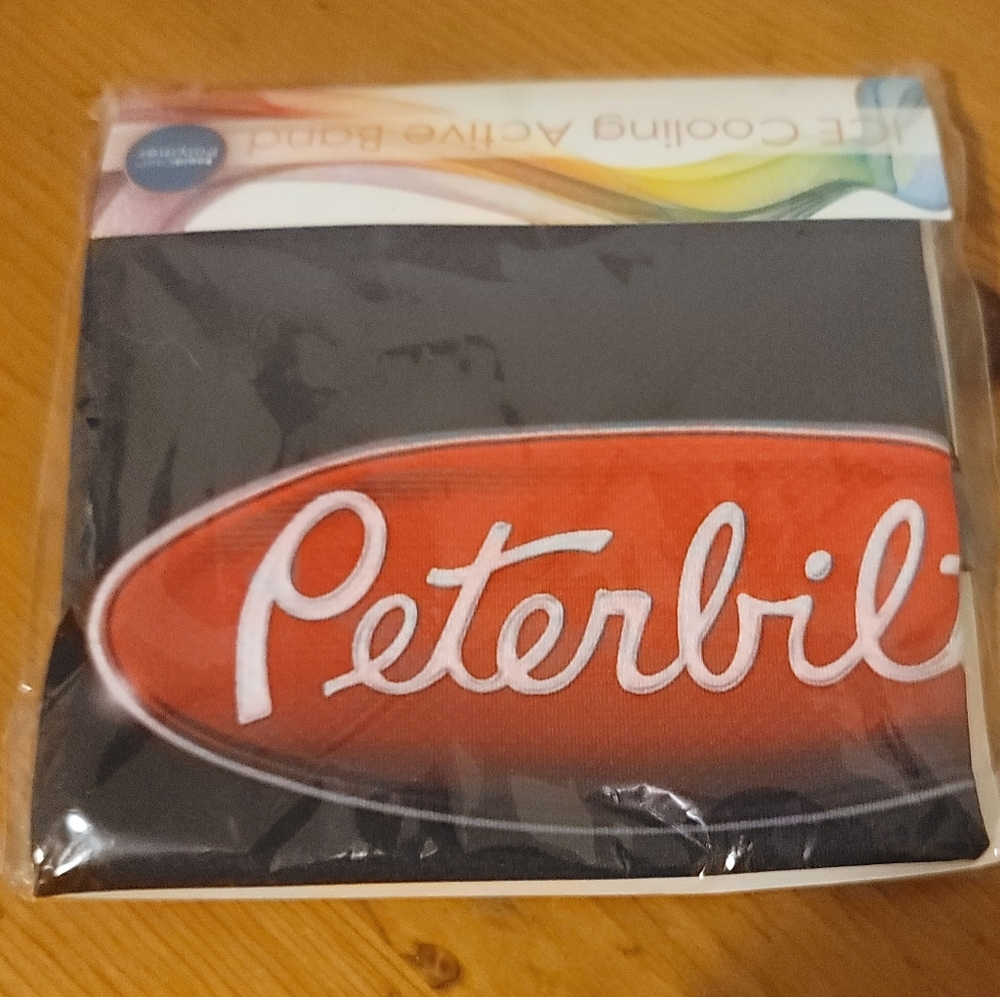 ICE Cooling Active Band
Peterbilt